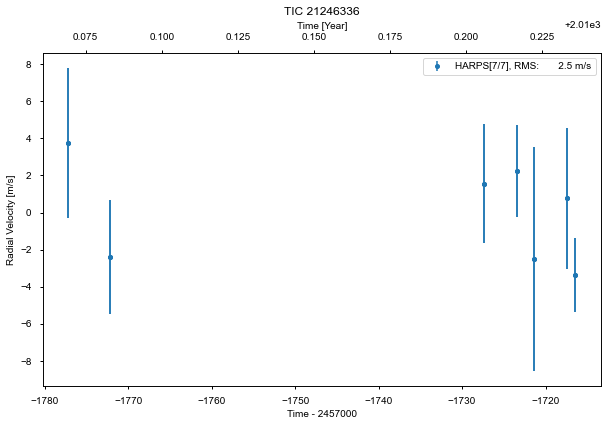 TIC 21246336
Time [Year]
+2.01e3
0.075 0.100 0.125 0.150 0.175 0.200 0.225
HARPS[7/7], RMS: 2.5 m/s
Radial Velocity [m/s]
8
6
4
2
0
−2
−4
−6
−8
−1780 −1770 −1760 −1750 −1740 −1730 −1720
Time - 2457000